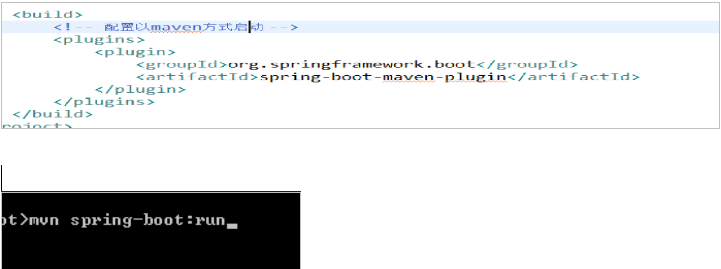 <build>
<!-- 配置以maven方式启动 -->
<plugins>
<plugin>
<groupId>org.springframework.boot</groupId>
<artifactId>spring-boot-maven-plugin</artifactId>
</plugin>
</plugins>
</build>
roject>
ot>mvn spring-boot:run_